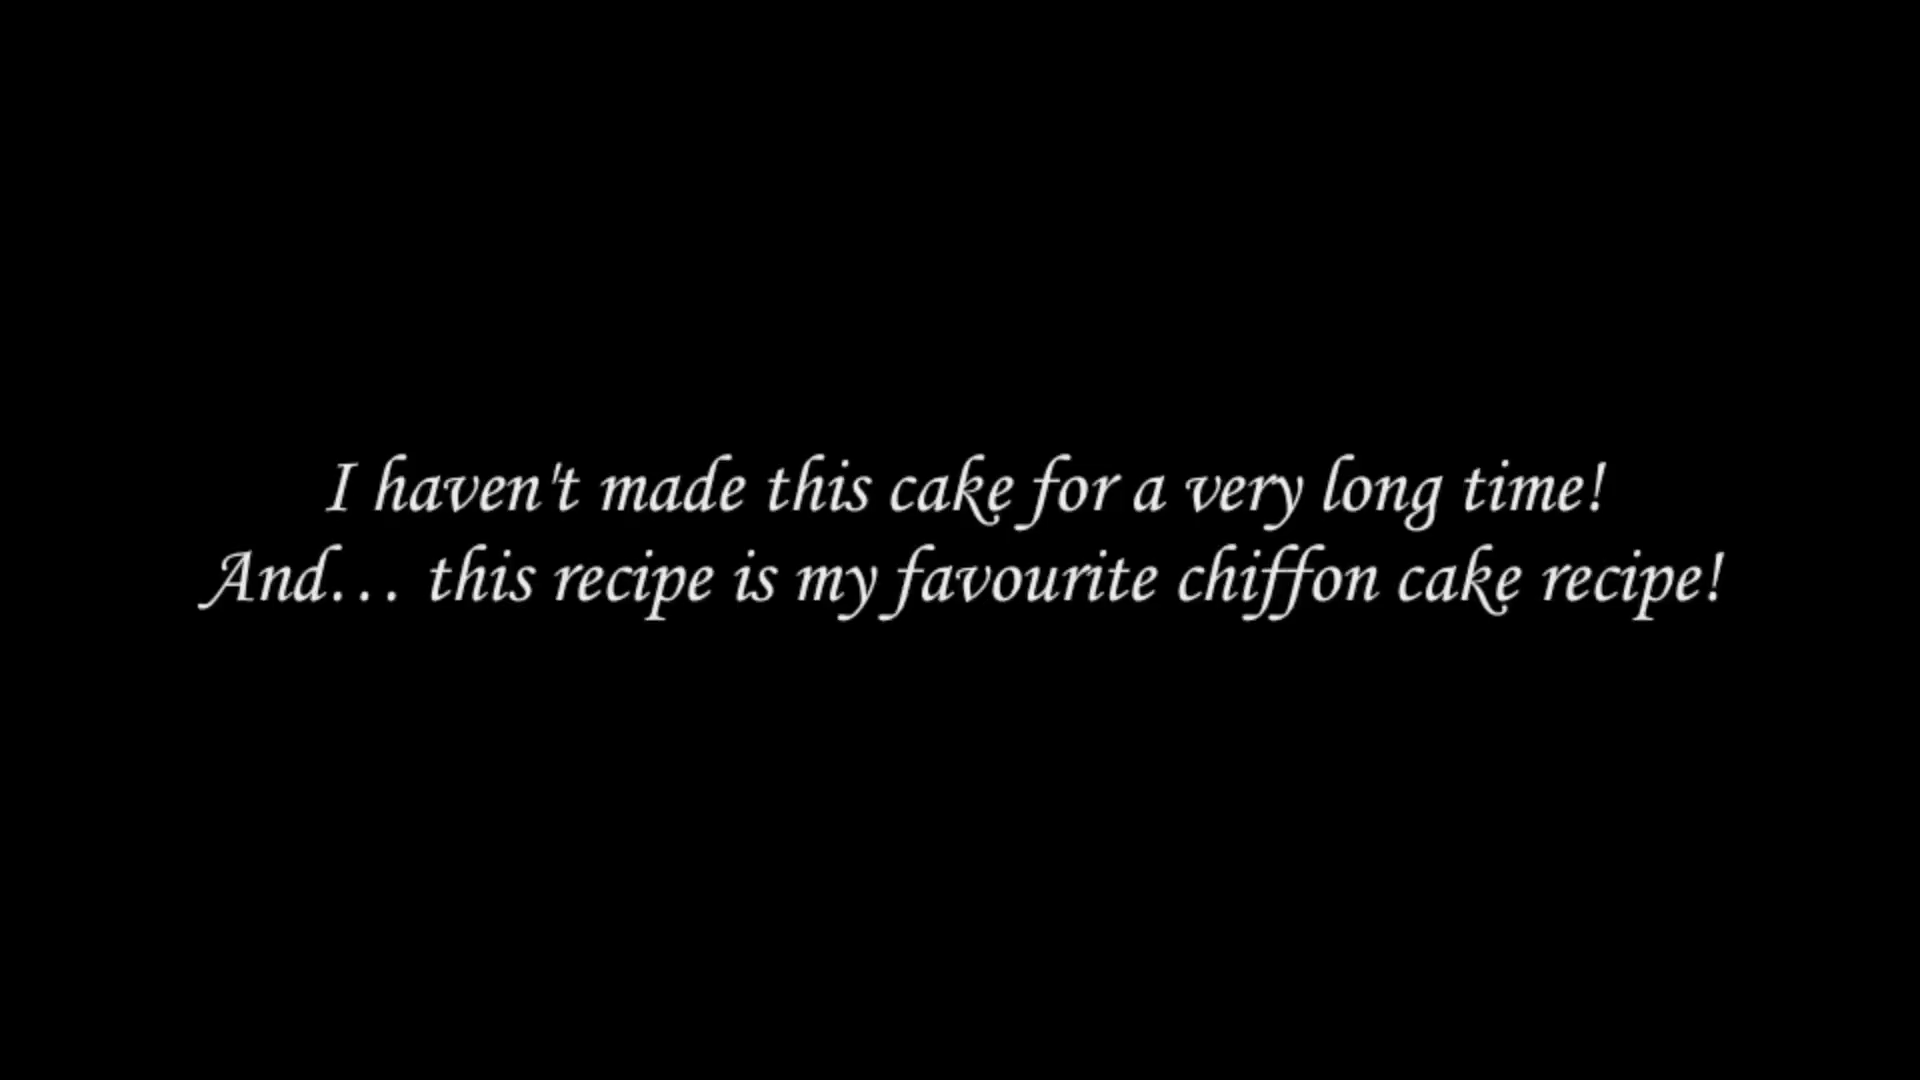 I haven't made this cake for a very long time!
And... this recipe is my favourite chiffon cake recipe!